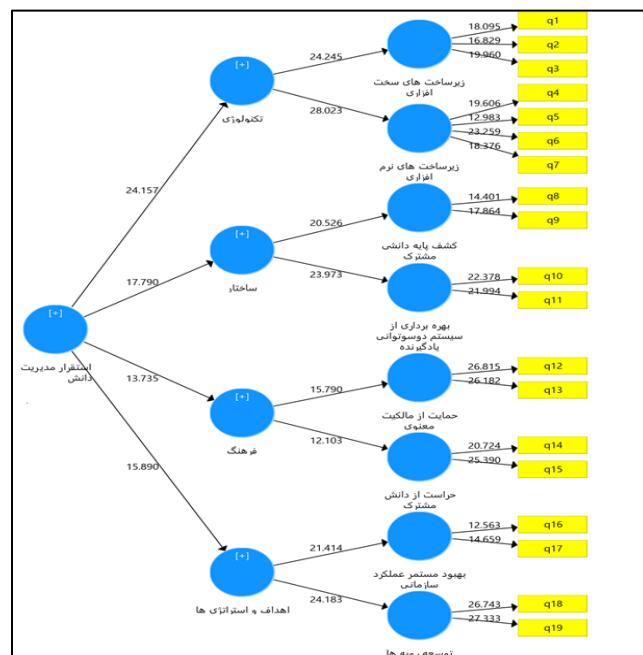 q1
18.095
16.829
q2
19.960
q3
[+]
24.245
زیرساخت های سخت
افزاری
q4
تکنولوژی
28.023
19.606
12.983
q5
23.259
q6
18.376
q7
زیرساخت های نرم
افزاری
24.157
14.401
q8
17.864
q9
[+]
20.526
کشف پایه دانشی
مشترک
ساختار
23.973
17.790
22.378
q10
21.994
q11
[+]
استقرار مدیریت
دانش
بهره برداری از
سیستم دوسوتوانی
یادگیرنده
13.735
26.815
q12
26.182
q13
[+]
15.790
حمایت از مالکیت
معنوی
فرهنگ
12.103
20.724
q14
25.390
q15
15.890
حراست از دانش
مشترک
12.563
q16
14.659
q17
[+]
21.414
بهبود مستمر عملکرد
سازمانی
اهداف و استراتژی ها
24.183
26.743
q18
27.333
q19
توسعه رویه ها